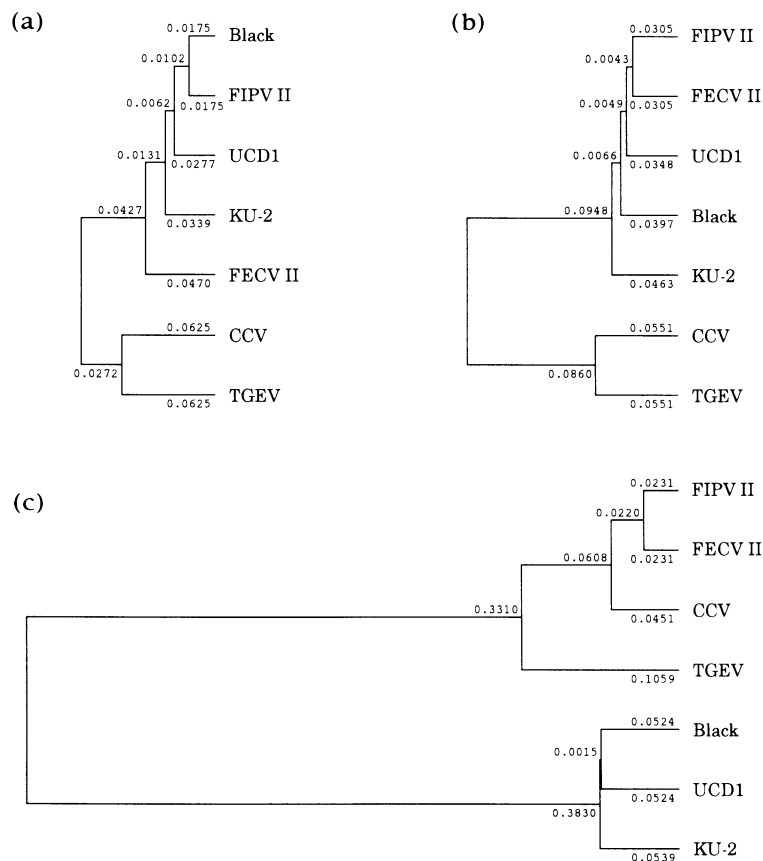 (a)
0.0175
Black
0.0102
FIPV II
0.0062
0.0175
0.0131
UCD1
0.0277
0.0427
KU-2
0.0339
FECV II
0.0470
0.0625
CCV
0.0272
TGEV
0.0625
(b)
0.0305
FIPV II
0.0043
FECV II
0.0049
0.0305
0.0066
UCD1
0.0348
0.0948
Black
0.0397
KU-2
0.0463
0.0551
CCV
0.0860
TGEV
0.0551
(c)
0.0231
FIPV II
0.0220
FECV II
0.0231
0.0608
CCV
0.0451
0.3310
TGEV
0.1059
0.0524
Black
0.0015
UCD1
0.0524
0.3830
KU-2
0.0539